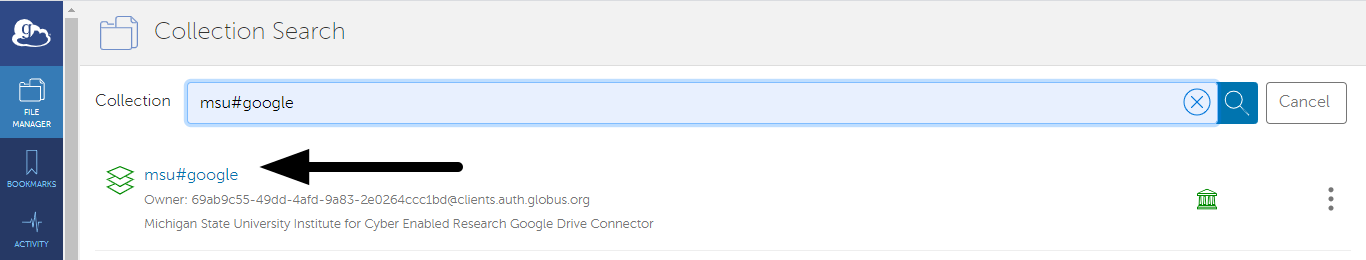 g
Collection Search
FILE
MANAGER
BOOKMARKS
ACTIVITY
Collection
msu#google
Cancel
msu#google
Owner: 69ab9c55-49dd-4afd-9a83-2e0264ccc1bd@clients.auth.globus.org
Michigan State University Institute for Cyber Enabled Research Google Drive Connector